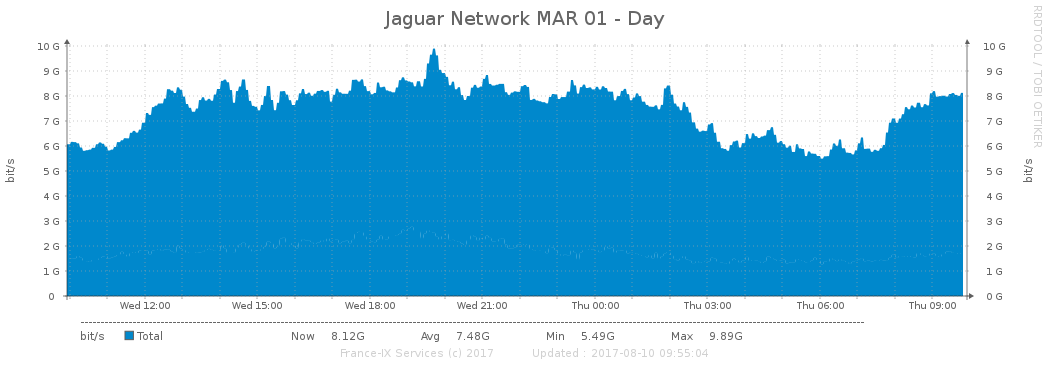 Jaguar Network MAR 01 - Day
RRDTOOL / TOBI OETIKER
10 G 10 G
9 G 9 G
8 G 8 G
7 G 7 G
6 G 6 G
5 G 5 G
4 G 4 G
3 G 3 G
2 G 2 G
1 G 1 G
0 0 G
bit/s bit/s
Wed 12:00 Wed 15:00 Wed 18:00 Wed 21:00 Thu 00:00 Thu 03:00 Thu 06:00 Thu 09:00
bit/s Total Now 8.12G Avg 7.48G Min 5.49G Max 9.89G
France-IX Services (c) 2017 Updated : 2017-08-10 09:55:04